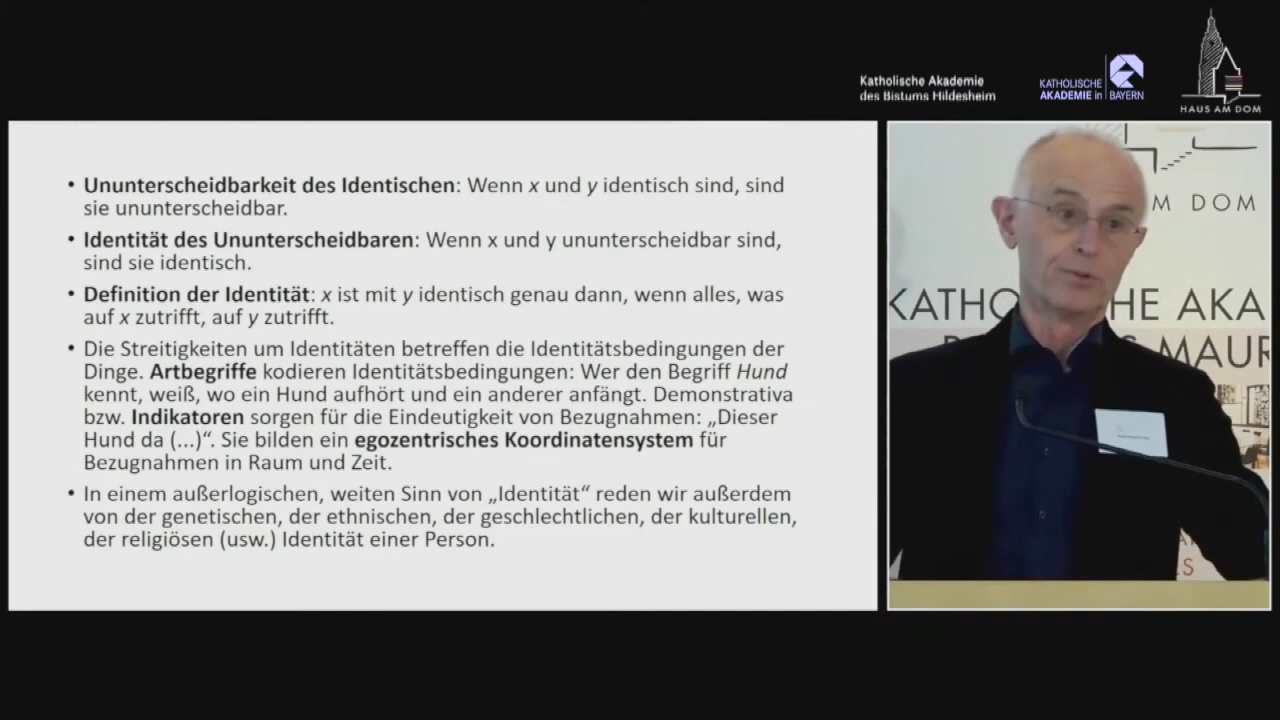 Katholische Akademie
des Bistums Hildesheim
KATHOLISCHE
AKADEMIE in BAYERN
HAUS AM DOM
• Ununterscheidbarkeit des Identischen: Wenn x und y identisch sind, sind
sie ununterscheidbar.
• Identität des Ununterscheidbaren: Wenn x und y ununterscheidbar sind,
sind sie identisch.
• Definition der Identität: x ist mit y identisch genau dann, wenn alles, was
auf x zutrifft, auf y zutrifft.
• Die Streitigkeiten um Identitäten betreffen die Identitätsbedingungen der
Dinge. Artbegriffe kodieren Identitätsbedingungen: Wer den Begriff Hund
kennt, weiß, wo ein Hund aufhört und ein anderer anfängt. Demonstrativa
bzw. Indikatoren sorgen für die Eindeutigkeit von Bezugnahmen: „Dieser
Hund da (...)“. Sie bilden ein egozentrisches Koordinatensystem für
Bezugnahmen in Raum und Zeit.
• In einem außerlogischen, weiten Sinn von „Identität“ reden wir außerdem
von der genetischen, der ethnischen, der geschlechtlichen, der kulturellen,
der religiösen (usw.) Identität einer Person.
M DOM
KATHO HE AKA
MAUR